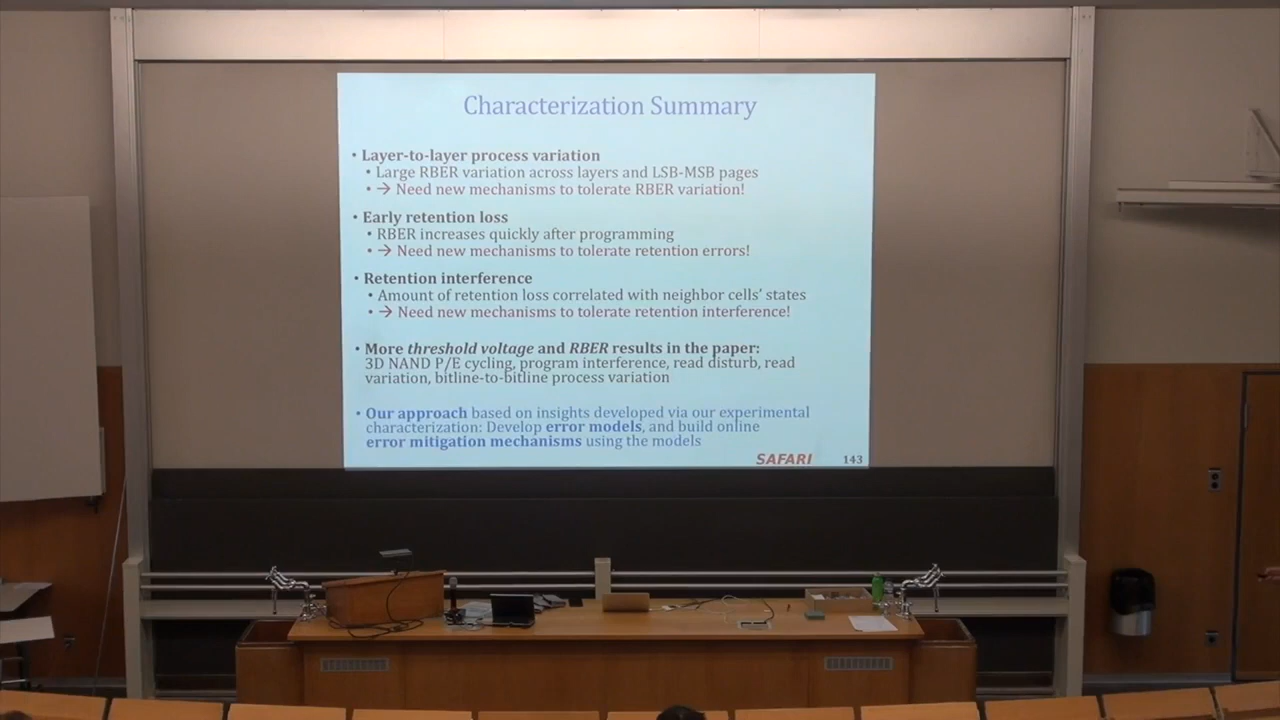 Characterization Summary
• Layer-to-layer process variation
• Large RBER variation across layers and LSB-MSB pages
• → Need new mechanisms to tolerate RBER variation!
• Early retention loss
• RBER increases quickly after programming
• → Need new mechanisms to tolerate retention errors!
• Retention interference
• Amount of retention loss correlated with neighbor cells’ states
• → Need new mechanisms to tolerate retention interference!
• More threshold voltage and RBER results in the paper:
3D NAND P/E cycling, program interference, read disturb, read
variation, bitline-to-bitline process variation
• Our approach based on insights developed via our experimental
characterization: Develop error models, and build online
error mitigation mechanisms using the models
SAFARI 143